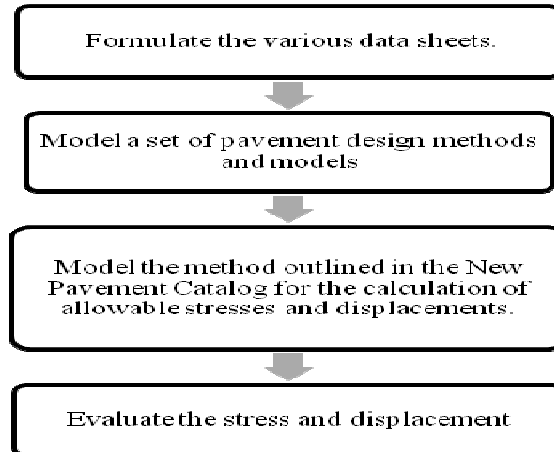 Formulate the various data sheets.
Model a set of pavement design methods
and models
Model the method outlined in the New
Pavement Catalog for the calculation of
allowable stresses and displacements.
Evaluate the stress and displacement